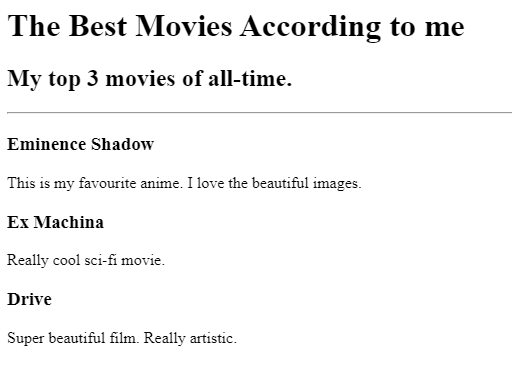 The Best Movies According to me
My top 3 movies of all-time.
Eminence Shadow
This is my favourite anime. I love the beautiful images.
Ex Machina
Really cool sci-fi movie.
Drive
Super beautiful film. Really artistic.